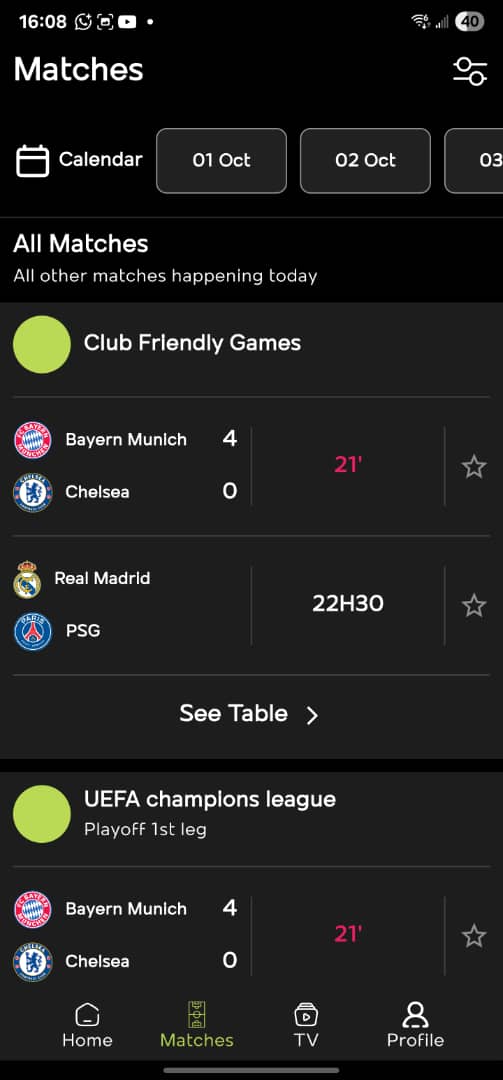 16:08
40
Matches
Calendar
01 Oct
02 Oct
03
All Matches
All other matches happening today
Club Friendly Games
Bayern Munich 4
21'
Chelsea 0
Real Madrid
22H30
PSG
See Table
UEFA champions league
Playoff 1st leg
Bayern Munich 4
21'
Chelsea 0
Home
Matches
TV
Profile